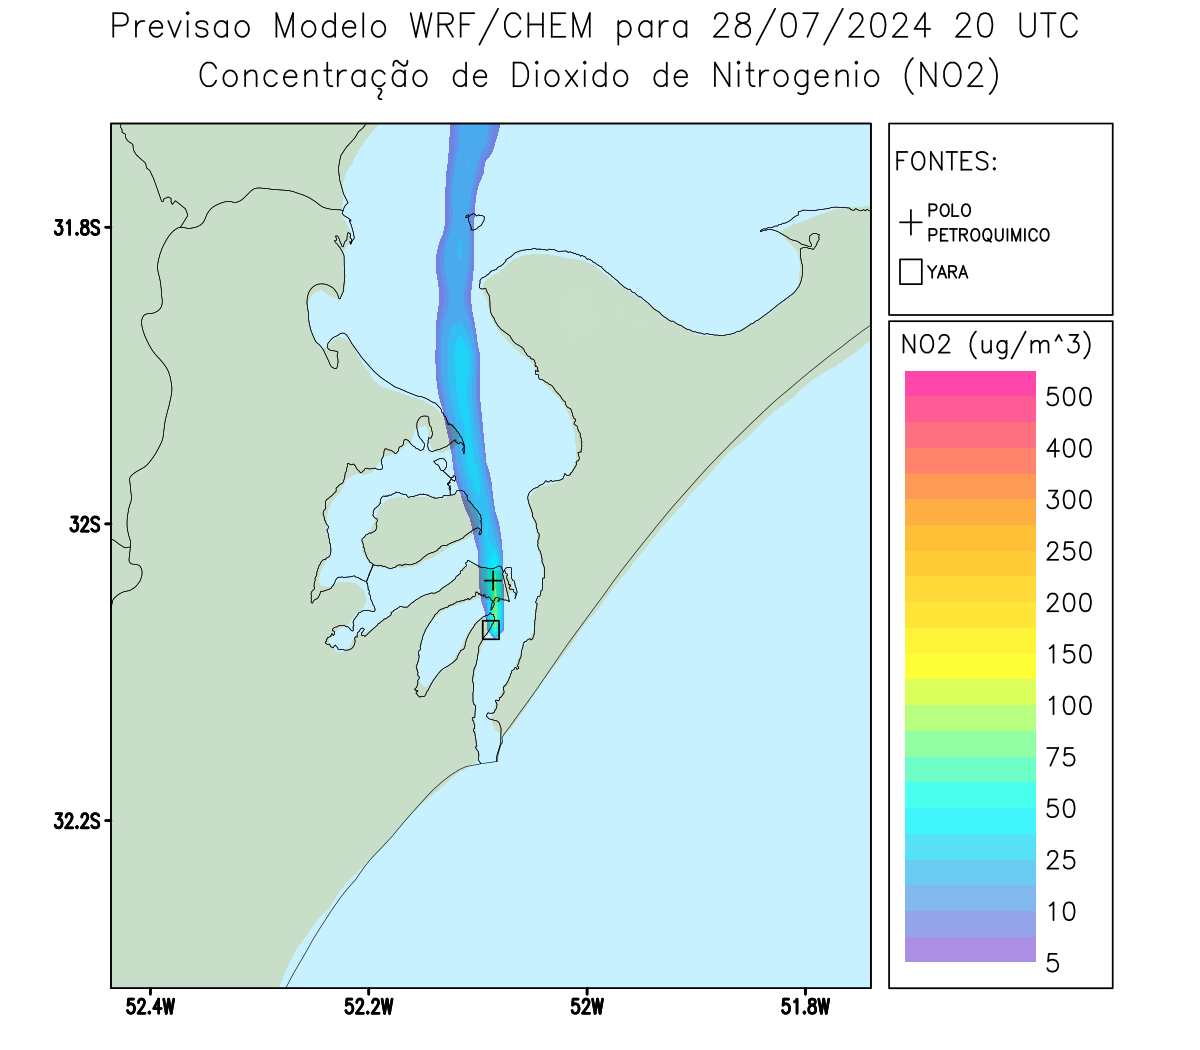 Previsao Modelo WRF/CHEM para 28/07/2024 20 UTC
Concentração de Dioxido de Nitrogenio (NO2)
FONTES:
POLO
PETROQUIMICO
YARA
31.8S
32S
32.2S
52.4W
52.2W
52W
51.8W
NO2 (ug/m^3)
500
400
300
250
200
150
100
75
50
25
10
5